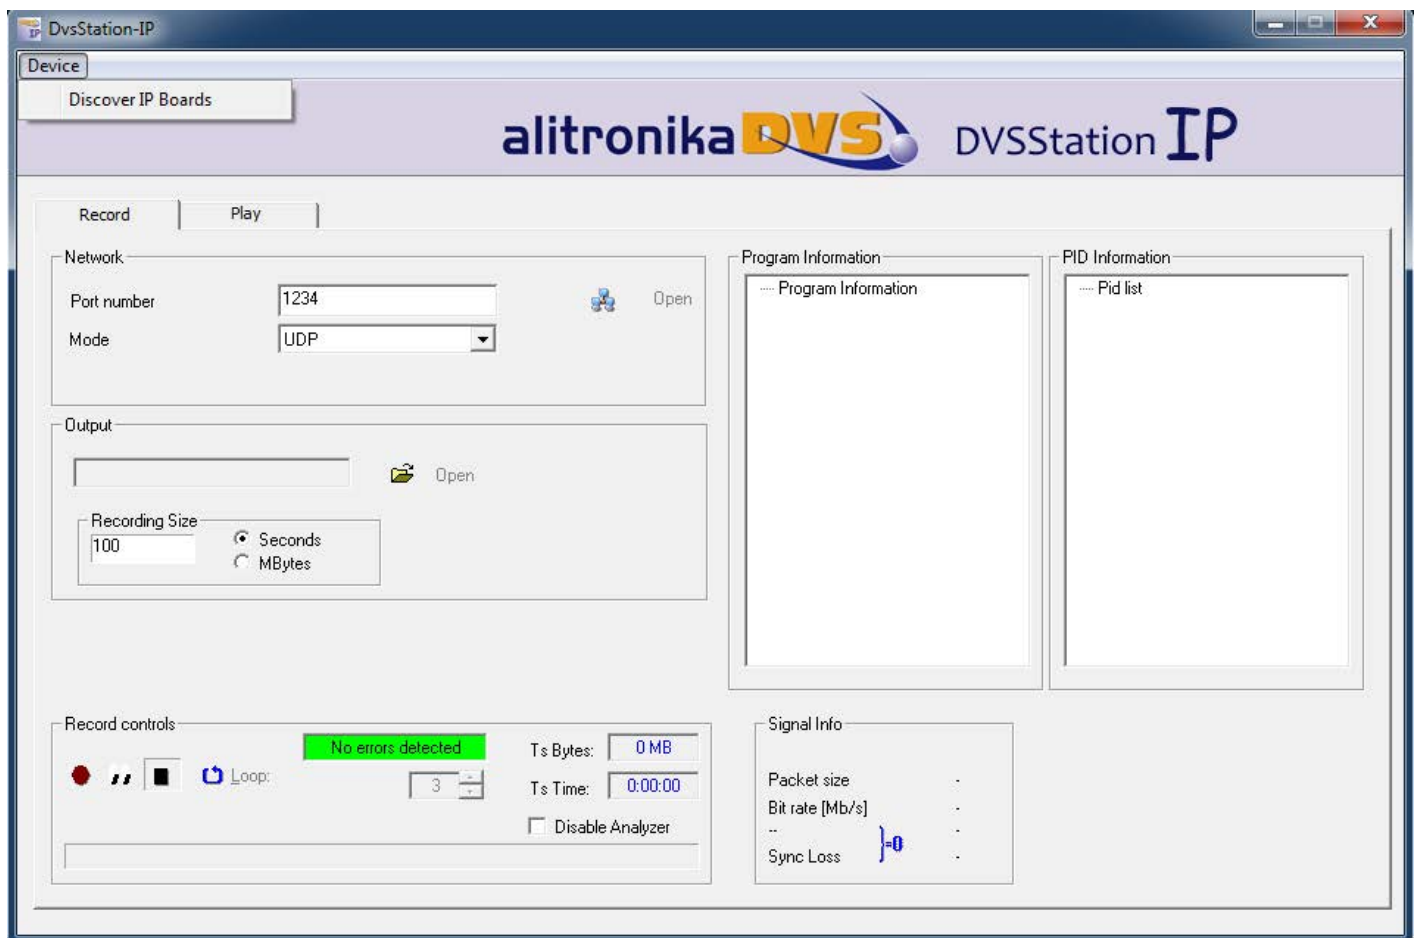 DvsStation-IP
Device
Discover IP Boards
alitronika DVS DVSStation IP
Record Play
Network
Port number 1234 Open
Mode UDP
Output
Open
Recording Size
100 Seconds
MBytes
Program Information
Program Information
PID Information
Pid list
Record controls
No errors detected
Loop: 3
Ts Bytes: 0 MB
Ts Time: 0:00:00
Disable Analyzer
Signal Info
Packet size -
Bit rate [Mb/s] -
-- -
Sync Loss -
=0